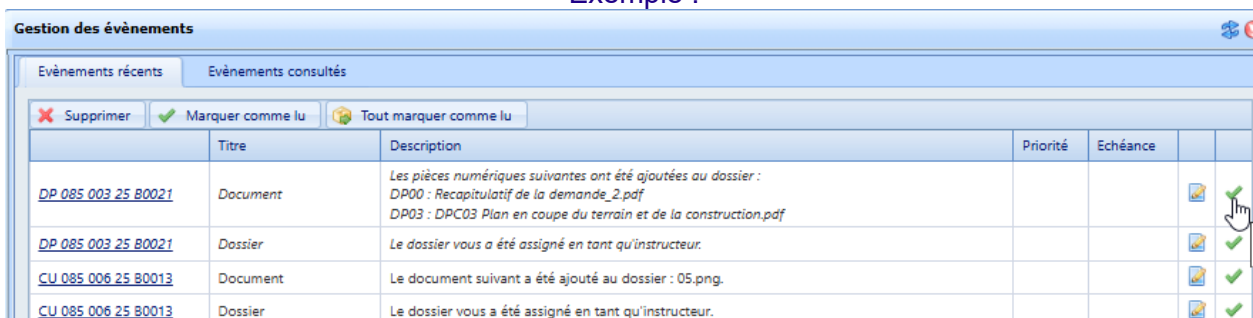 Exemple :
Gestion des évènements
Evènements récents Evènements consultés
Supprimer Marquer comme lu Tout marquer comme lu
Titre Description Priorité Echéance
DP 085 003 25 B0021 Document Les pièces numériques suivantes ont été ajoutées au dossier :
DP00 : Recapitulatif de la demande_2.pdf
DP03 : DPC03 Plan en coupe du terrain et de la construction.pdf
DP 085 003 25 B0021 Dossier Le dossier vous a été assigné en tant qu'instructeur.
CU 085 006 25 B0013 Document Le document suivant a été ajouté au dossier : 05.png.
CU 085 006 25 B0013 Dossier Le dossier vous a été assigné en tant qu'instructeur.